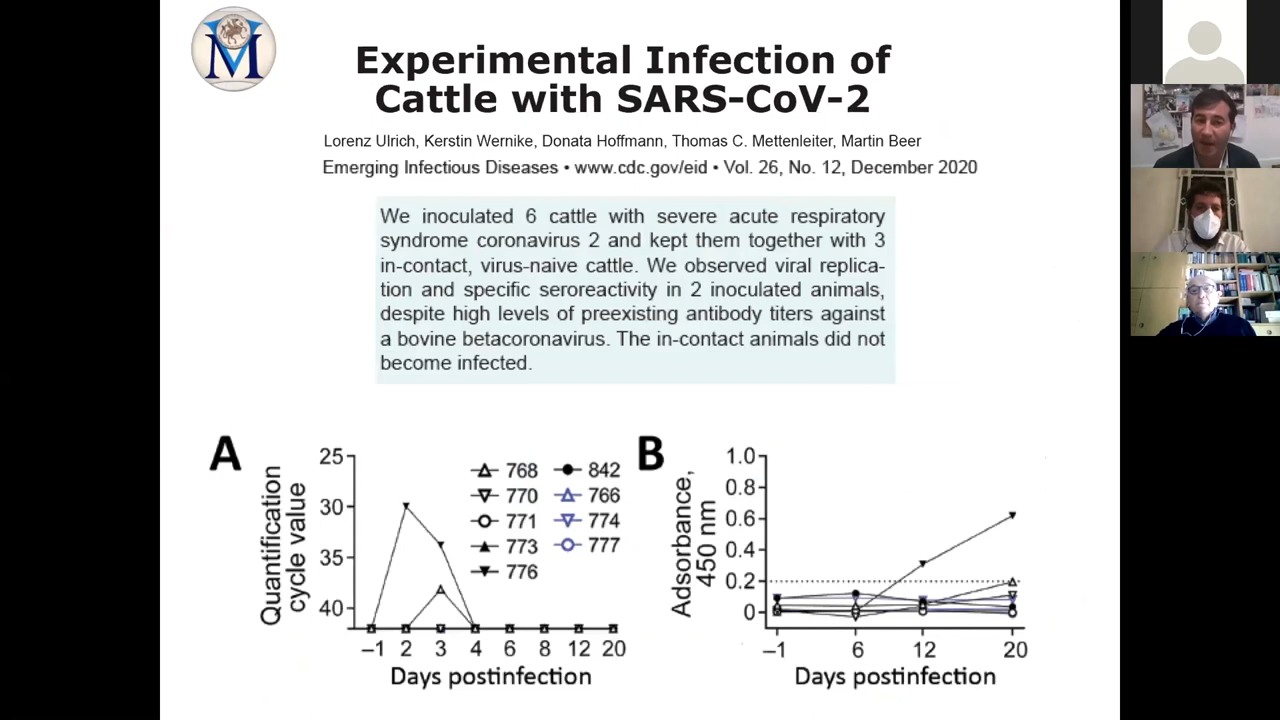 Experimental Infection of
Cattle with SARS-CoV-2
Lorenz Ulrich, Kerstin Wernike, Donata Hoffmann, Thomas C. Mettenleiter, Martin Beer
Emerging Infectious Diseases • www.cdc.gov/eid • Vol. 26, No. 12, December 2020
We inoculated 6 cattle with severe acute respiratory
syndrome coronavirus 2 and kept them together with 3
in-contact, virus-naive cattle. We observed viral replica-
tion and specific seroreactivity in 2 inoculated animals,
despite high levels of preexisting antibody titers against
a bovine betacoronavirus. The in-contact animals did not
become infected.
A
Quantification
cycle value
25
30
35
40
768
770
771
773
776
842
766
774
777
–1 2 3 4 6 8 12 20
Days postinfection
B
Adsorbance,
450 nm
1.0
0.8
0.6
0.4
0.2
0
–1 6 12 20
Days postinfection